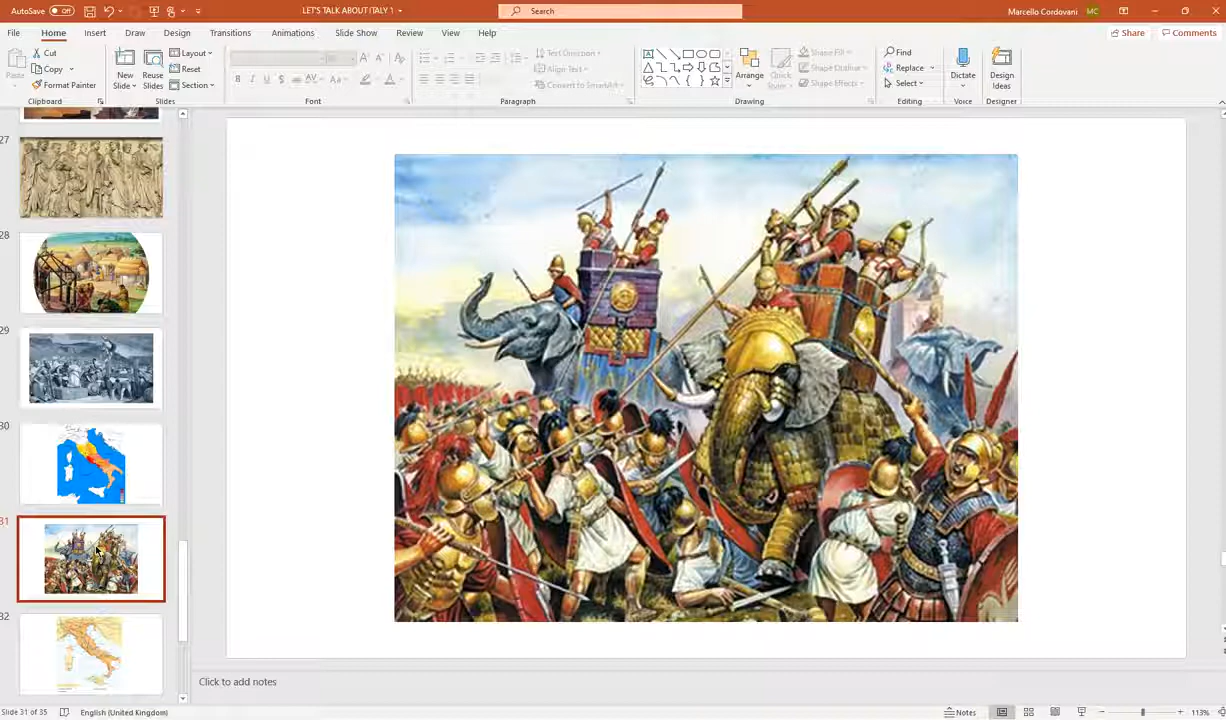 AutoSave Off
LET'S TALK ABOUT ITALY 1
Search
Marcello Cordovani MC
File Home Insert Draw Design Transitions Animations Slide Show Review View Help
Share Comments
Paste
Cut
Copy
Format Painter
Clipboard
New Slide
Reuse Slides
Layout
Reset
Section
Slides
B I U S
Font
Text Direction
Align Text
Convert to SmartArt
Paragraph
Arrange
Quick Styles
Shape Fill
Shape Outline
Shape Effects
Drawing
Find
Replace
Select
Editing
Dictate
Voice
Design Ideas
Designer
27
28
29
30
31
32
Click to add notes
Slide 31 of 35
English (United Kingdom)
Notes
113%